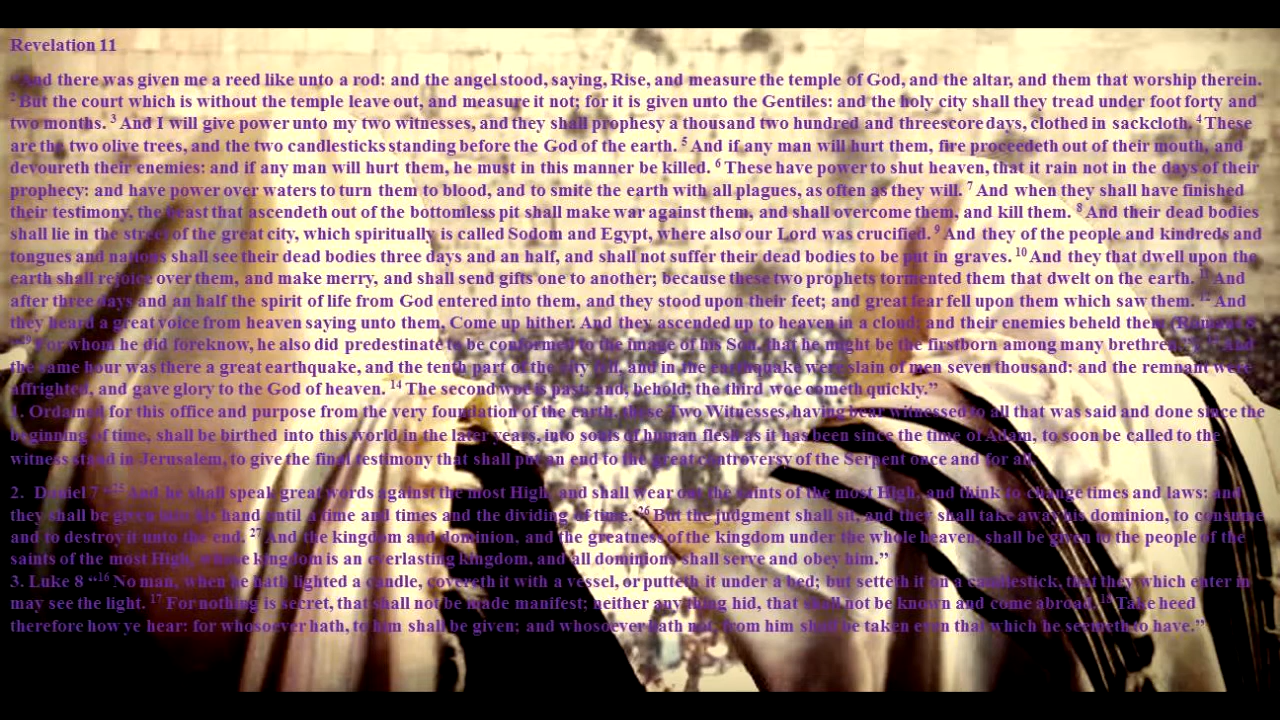 Revelation 11
“And there was given me a reed like unto a rod: and the angel stood, saying, Rise, and measure the temple of God, and the altar, and them that worship therein.
2 But the court which is without the temple leave out, and measure it not; for it is given unto the Gentiles: and the holy city shall they tread under foot forty and
two months. 3 And I will give power unto my two witnesses, and they shall prophesy a thousand two hundred and threescore days, clothed in sackcloth. 4 These
are the two olive trees, and the two candlesticks standing before the God of the earth. 5 And if any man will hurt them, fire proceedeth out of their mouth, and
devoureth their enemies: and if any man will hurt them, he must in this manner be killed. 6 These have power to shut heaven, that it rain not in the days of their
prophecy: and have power over waters to turn them to blood, and to smite the earth with all plagues, as often as they will. 7 And when they shall have finished
their testimony, the beast that ascendeth out of the bottomless pit shall make war against them, and shall overcome them, and kill them. 8 And their dead bodies
shall lie in the street of the great city, which spiritually is called Sodom and Egypt, where also our Lord was crucified. 9 And they of the people and kindreds and
tongues and nations shall see their dead bodies three days and an half, and shall not suffer their dead bodies to be put in graves. 10 And they that dwell upon the
earth shall rejoice over them, and make merry, and shall send gifts one to another; because these two prophets tormented them that dwelt on the earth. 11 And
after three days and an half the spirit of life from God entered into them, and they stood upon their feet; and great fear fell upon them which saw them. 12 And
they heard a great voice from heaven saying unto them, Come up hither. And they ascended up to heaven in a cloud; and their enemies beheld them. (Romans 8
“29 For whom he did foreknow, he also did predestinate to be conformed to the image of his Son, that he might be the firstborn among many brethren.”) 13 And
the same hour was there a great earthquake, and the tenth part of the city fell, and in the earthquake were slain of men seven thousand: and the remnant were
affrighted, and gave glory to the God of heaven. 14 The second woe is past; and, behold, the third woe cometh quickly.”
1. Ordained for this office and purpose from the very foundation of the earth, these Two Witnesses, having bear witnessed to all that was said and done since the
beginning of time, shall be birthed into this world in the later years, into souls of human flesh as it has been since the time of Adam, to soon be called to the
witness stand in Jerusalem, to give the final testimony that shall put an end to the great controversy of the Serpent once and for all.
2. Daniel 7 “25 And he shall speak great words against the most High, and shall wear out the saints of the most High, and think to change times and laws: and
they shall be given into his hand until a time and times and the dividing of time. 26 But the judgment shall sit, and they shall take away his dominion, to consume
and to destroy it unto the end. 27 And the kingdom and dominion, and the greatness of the kingdom under the whole heaven, shall be given to the people of the
saints of the most High, whose kingdom is an everlasting kingdom, and all dominions shall serve and obey him.”
3. Luke 8 “16 No man, when he hath lighted a candle, covereth it with a vessel, or putteth it under a bed; but setteth it on a candlestick, that they which enter in
may see the light. 17 For nothing is secret, that shall not be made manifest; neither any thing hid, that shall not be known and come abroad. 18 Take heed
therefore how ye hear: for whosoever hath, to him shall be given; and whosoever hath not, from him shall be taken even that which he seemeth to have.”